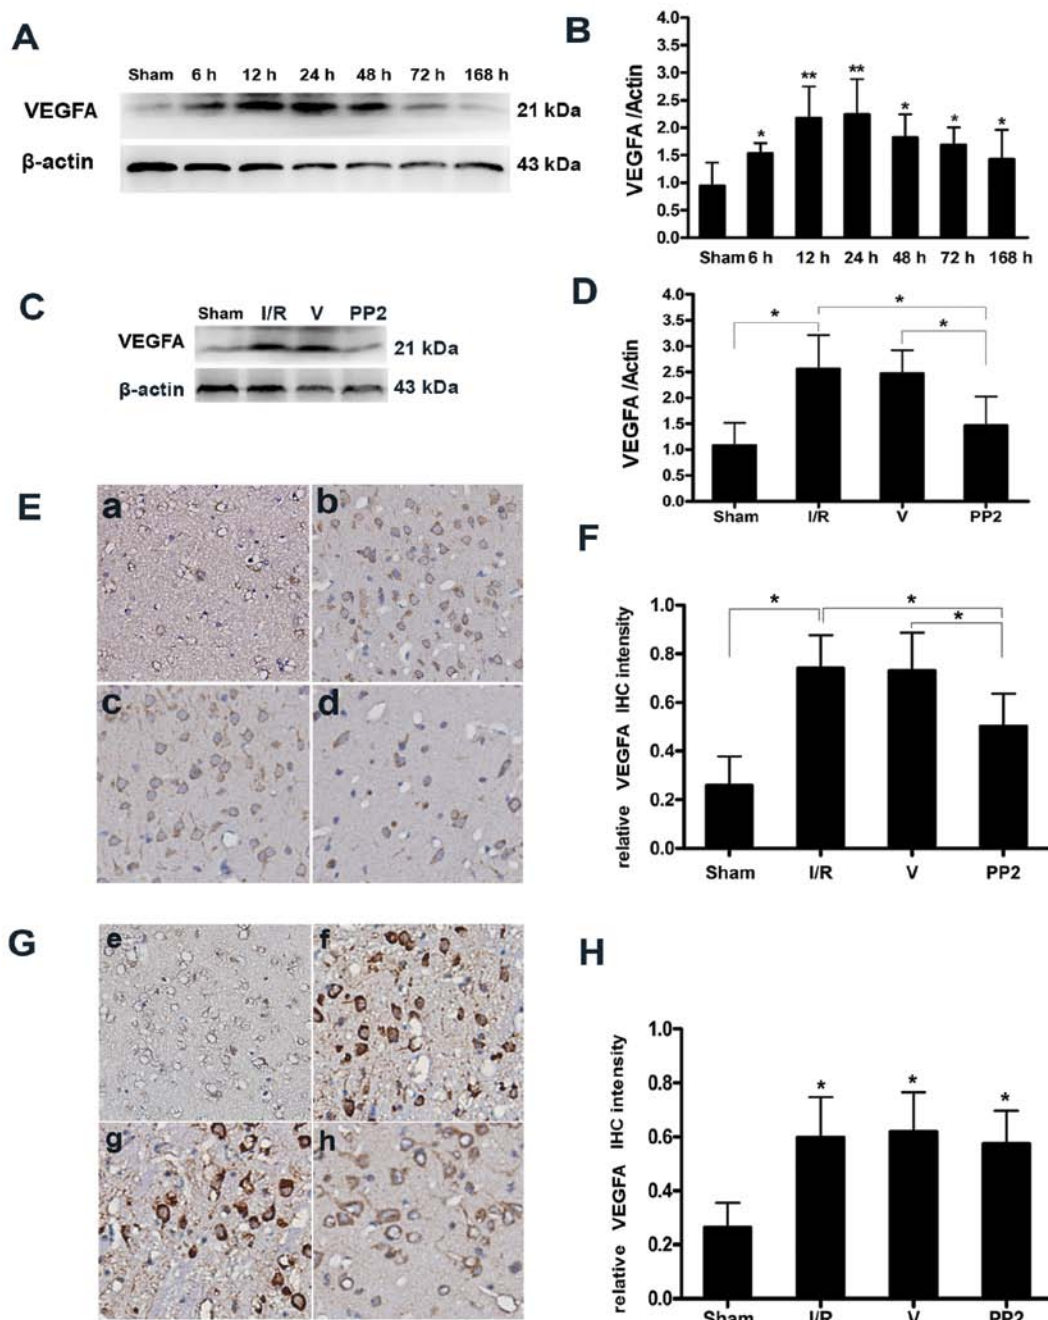 A
Sham 6 h 12 h 24 h 48 h 72 h 168 h
VEGFA
21 kDa
β-actin
43 kDa
B
VEGFA /Actin
4.0
3.5
3.0
2.5
2.0
1.5
1.0
0.5
0.0
*
**
**
*
*
*
Sham 6 h 12 h 24 h 48 h 72 h 168 h
C
Sham I/R V PP2
VEGFA
21 kDa
β-actin
43 kDa
D
VEGFA /Actin
4.0
3.5
3.0
2.5
2.0
1.5
1.0
0.5
0.0
*
*
*
Sham I/R V PP2
E
a
b
c
d
F
relative VEGFA IHC intensity
1.0
0.8
0.6
0.4
0.2
0.0
*
*
*
Sham I/R V PP2
G
e
f
g
h
H
relative VEGFA IHC intensity
1.0
0.8
0.6
0.4
0.2
0.0
*
*
*
Sham I/R V PP2